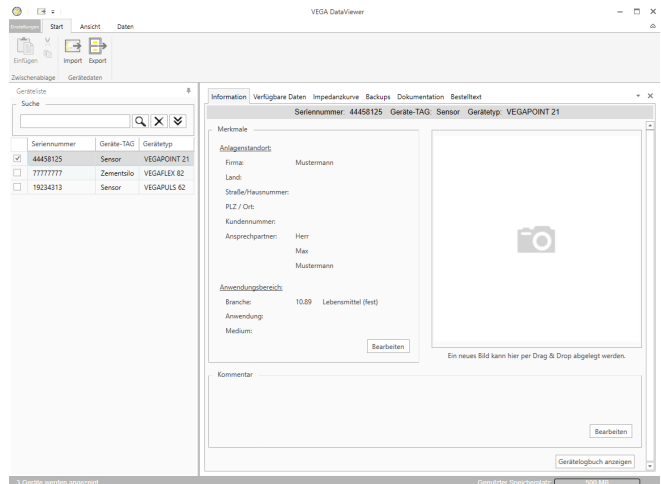 VEGA DataViewer
Einstellungen Start Ansicht Daten
Einfügen Import Export
Zwischenablage Gerätedaten
Geräteliste
Suche
Seriennummer Geräte-TAG Gerätetyp
44458125 Sensor VEGAPOINT 21
77777777 Zementsilo VEGAFLEX 82
19234313 Sensor VEGAPULS 62
Information Verfügbare Daten Impedanzkurve Backups Dokumentation Bestelltext
Seriennummer: 44458125 Geräte-TAG: Sensor Gerätetyp: VEGAPOINT 21
Merkmale
Anlagenstandort:
Firma: Mustermann
Land:
Straße/Hausnummer:
PLZ / Ort:
Kundennummer:
Ansprechpartner: Herr
Max
Mustermann
Anwendungsbereich:
Branche: 10.89 Lebensmittel (fest)
Anwendung:
Medium:
Bearbeiten
Ein neues Bild kann hier per Drag & Drop abgelegt werden.
Kommentar
Bearbeiten
Gerätelogbuch anzeigen
3 Geräte werden angezeigt
Genutzter Speicherplatz